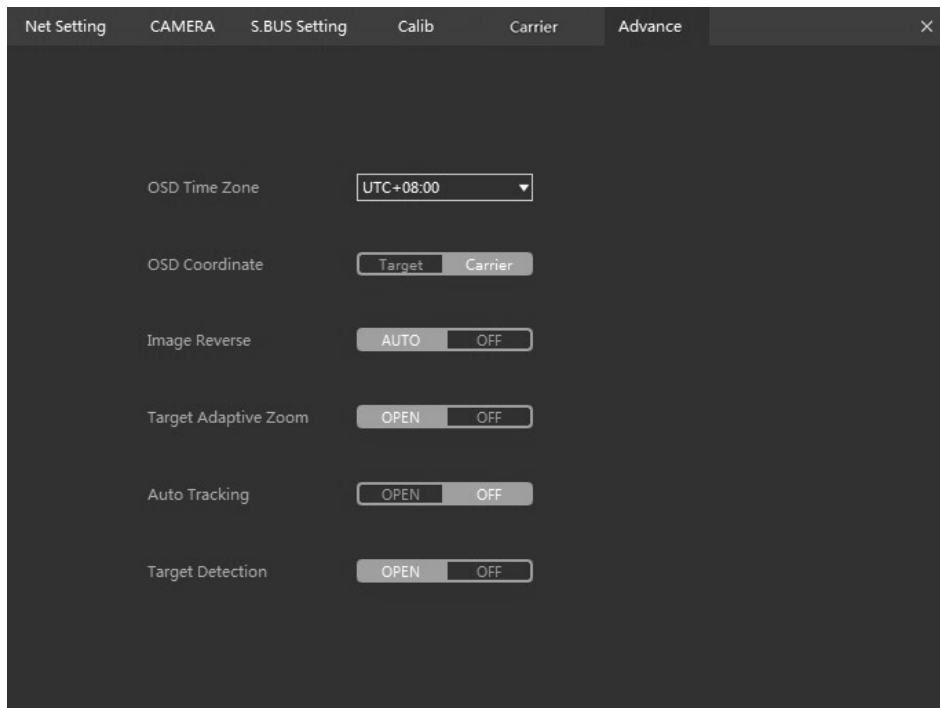 Net Setting CAMERA S.BUS Setting Calib Carrier Advance ×
OSD Time Zone UTC+08:00
OSD Coordinate Target Carrier
Image Reverse AUTO OFF
Target Adaptive Zoom OPEN OFF
Auto Tracking OPEN OFF
Target Detection OPEN OFF